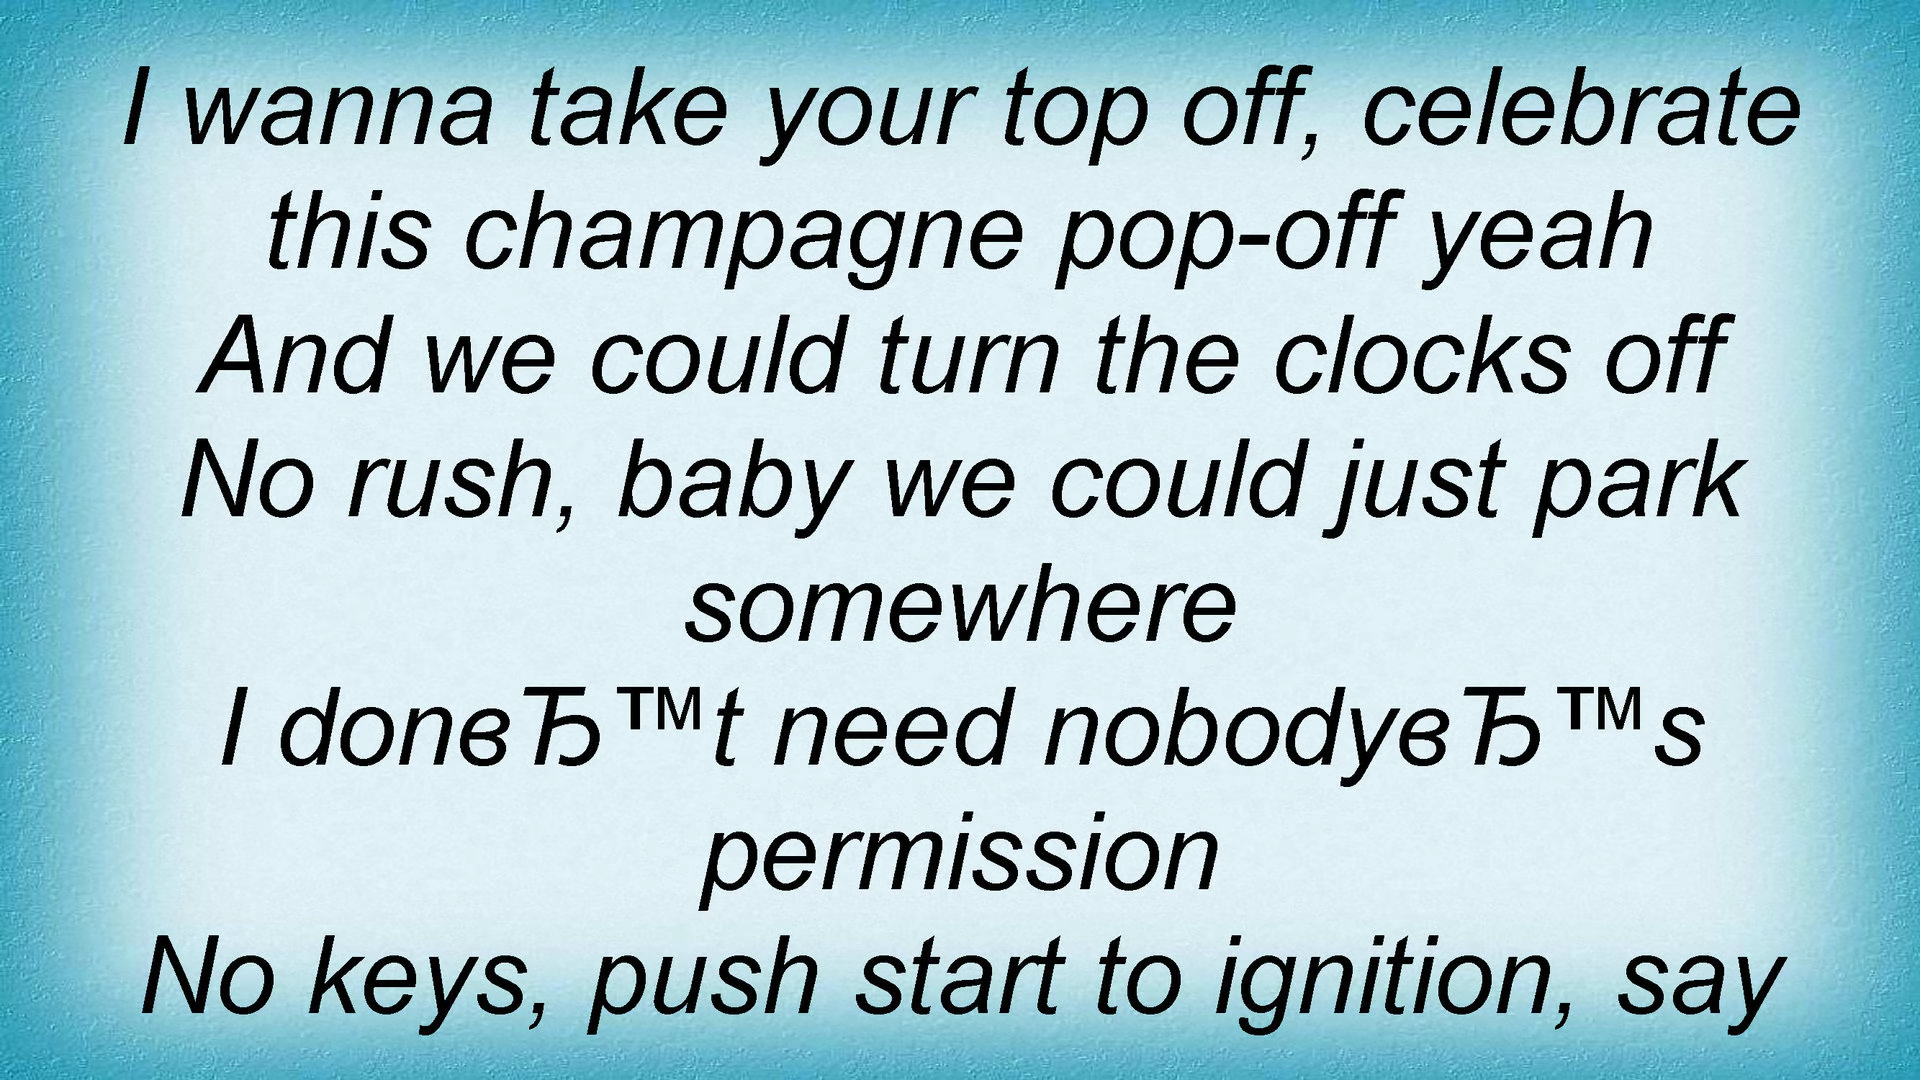 I wanna take your top off, celebrate
this champagne pop-off yeah
And we could turn the clocks off
No rush, baby we could just park
somewhere
I donвЂ™t need nobodyвЂ™s
permission
No keys, push start to ignition, say